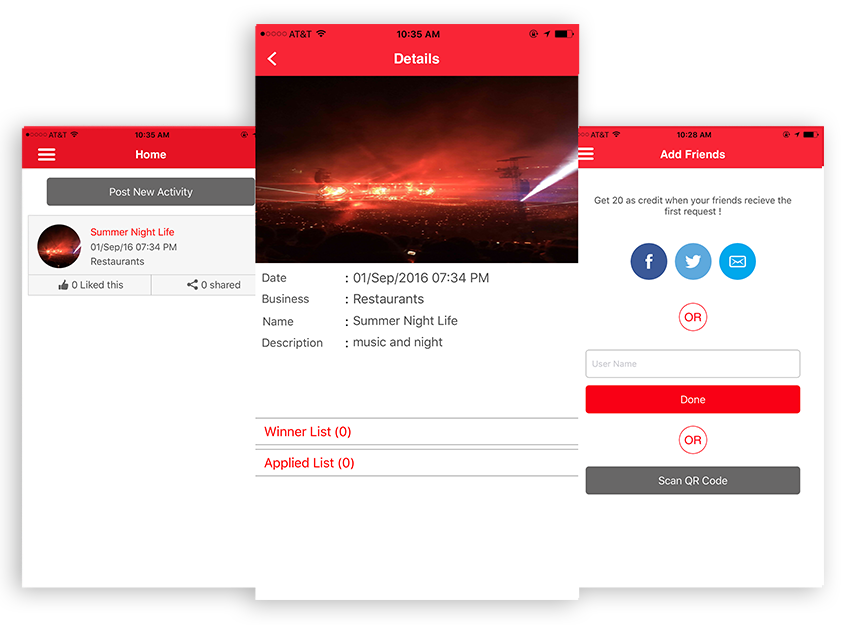 AT&T 10:35 AM
Home
Post New Activity
Summer Night Life
01/Sep/16 07:34 PM
Restaurants
0 Liked this
0 shared
AT&T 10:35 AM
Details
Date : 01/Sep/2016 07:34 PM
Business : Restaurants
Name : Summer Night Life
Description : music and night
Winner List (0)
Applied List (0)
AT&T 10:28 AM
Add Friends
Get 20 as credit when your friends recieve the
first request !
f
OR
User Name
Done
OR
Scan QR Code